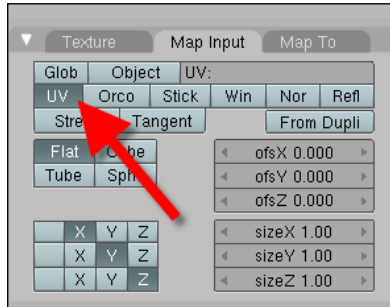 Texture Map Input Map To
Glob Object UV:
UV Orco Stick Win Nor Refl
Tangent From Dupli
Flat ofsX 0.000
Tube ofsY 0.000
ofsZ 0.000
X Y Z sizeX 1.00
X Y Z sizeY 1.00
X Y Z sizeZ 1.00